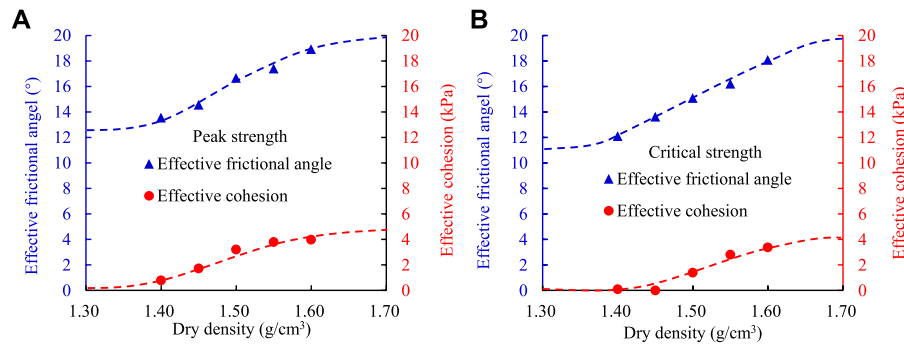 A
Effective frictional angel (°)
20
18
16
14
12
10
8
6
4
2
0
Peak strength
Effective frictional angle
Effective cohesion
20
18
16
14
12
10
8
6
4
2
0
Effective cohesion (kPa)
1.30 1.40 1.50 1.60 1.70
Dry density (g/cm³)
B
Effective frictional angel (°)
20
18
16
14
12
10
8
6
4
2
0
Critical strength
Effective frictional angle
Effective cohesion
20
18
16
14
12
10
8
6
4
2
0
Effective cohesion (kPa)
1.30 1.40 1.50 1.60 1.70
Dry density (g/cm³)